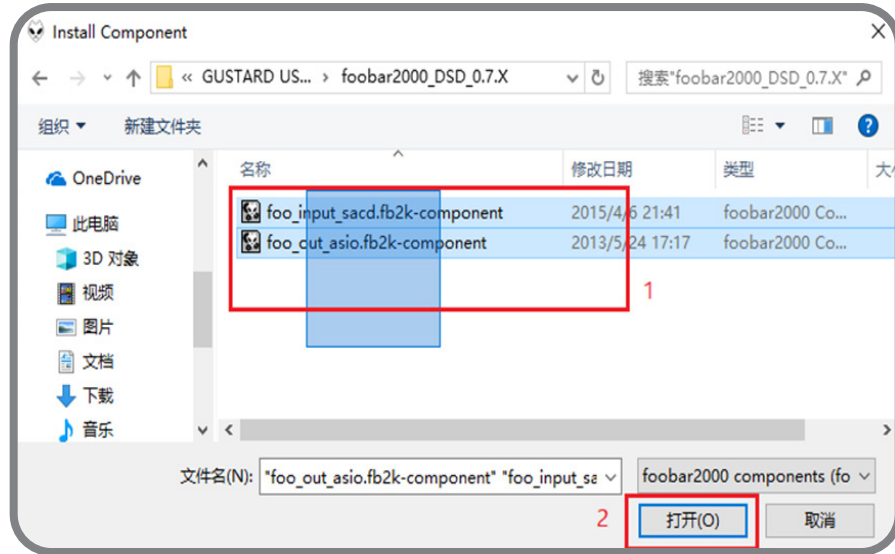 Install Component
« GUSTARD US... › foobar2000_DSD_0.7.X
搜索"foobar2000_DSD_0.7.X"
组织
新建文件夹
OneDrive
此电脑
3D 对象
视频
图片
文档
下载
音乐
名称
修改日期
类型
大小
foo_input_sacd.fb2k-component
2015/4/6 21:41
foobar2000 Co...
foo_out_asio.fb2k-component
2013/5/24 17:17
foobar2000 Co...
1
文件名(N):
"foo_out_asio.fb2k-component" "foo_input_sa
foobar2000 components (fo
2
打开(O)
取消